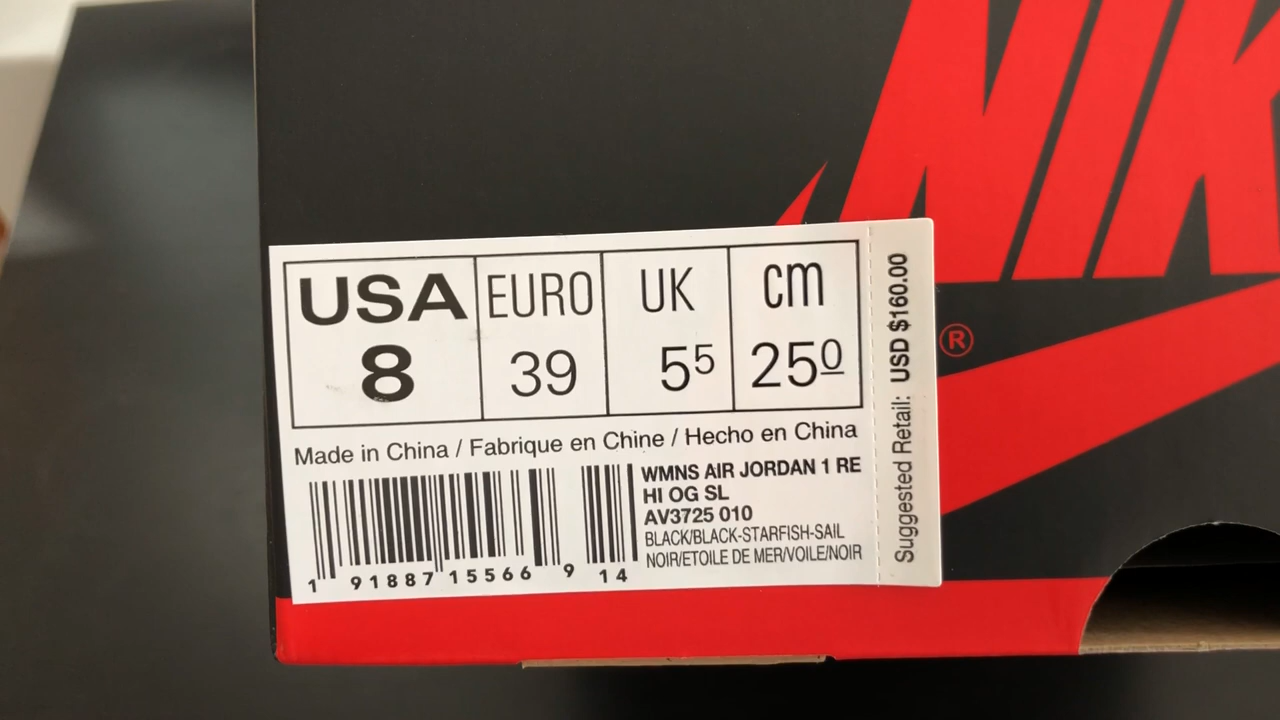 NIK
®
USA EURO UK cm
8 39 5⁵ 25⁰
Made in China / Fabrique en Chine / Hecho en China
WMNS AIR JORDAN 1 RE
HI OG SL
AV3725 010
BLACK/BLACK-STARFISH-SAIL
NOIR/ETOILE DE MER/VOILE/NOIR
1 91887 15566 9 14
Suggested Retail: USD $160.00